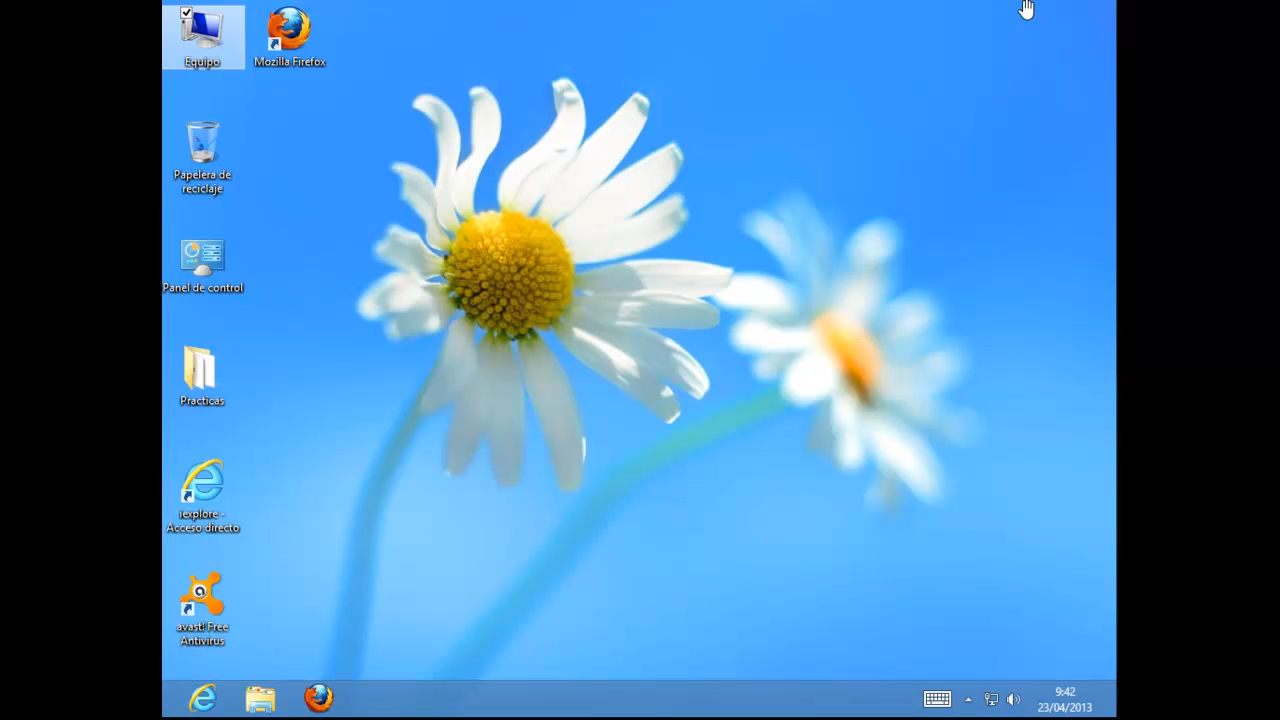 Equipo
Mozilla Firefox
Papelera de
reciclaje
Panel de control
Practicas
iexplore -
Acceso directo
avast! Free
Antivirus
9:42
23/04/2013